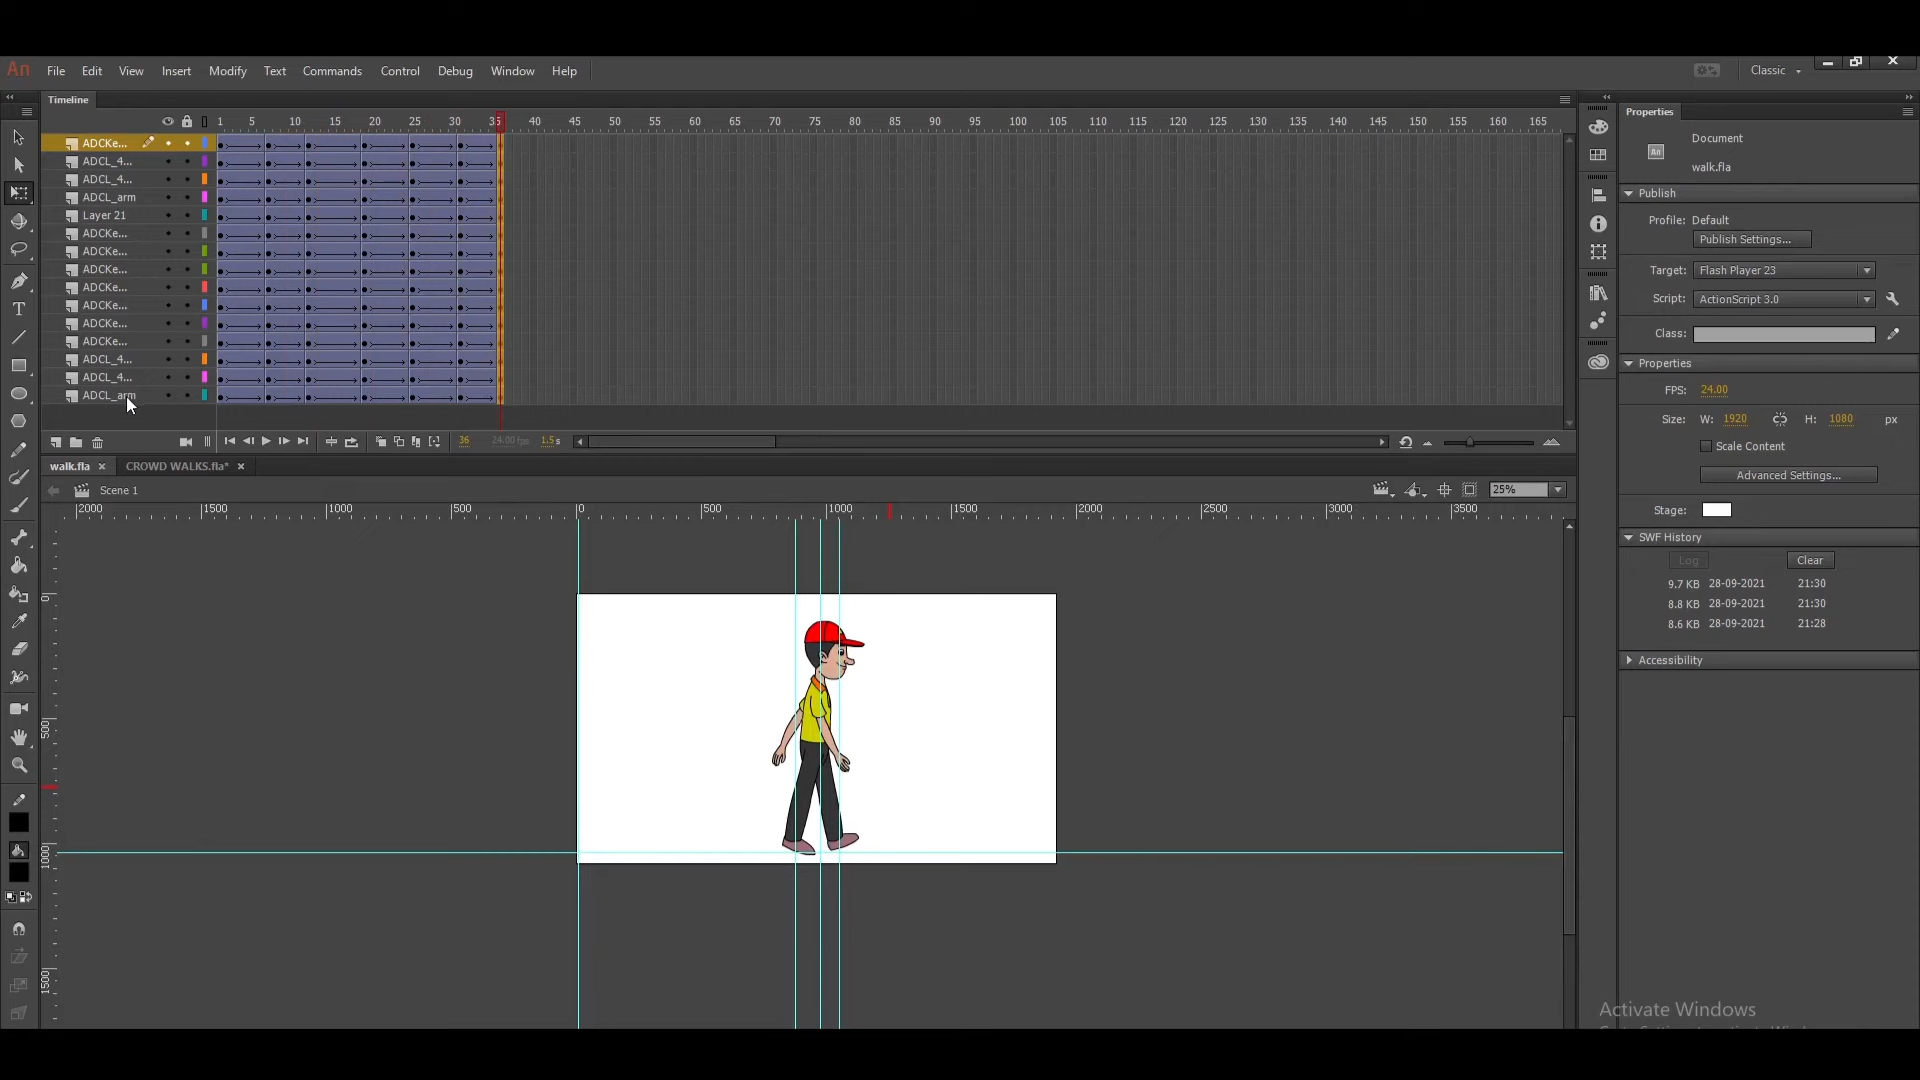 An File Edit View Insert Modify Text Commands Control Debug Window Help Classic
Timeline
1 5 10 15 20 25 30 35 40 45 50 55 60 65 70 75 80 85 90 95 100 105 110 115 120 125 130 135 140 145 150 155 160 165
ADCKe...
ADCL_4...
ADCL_4...
ADCL_arm
Layer 21
ADCKe...
ADCKe...
ADCKe...
ADCKe...
ADCKe...
ADCKe...
ADCKe...
ADCL_4...
ADCL_4...
ADCL_arm
36 24.00 fps 1.5 s
walk.fla × CROWD WALKS.fla* ×
Scene 1
25%
2000 1500 1000 500 0 500 1000 1500 2000 2500 3000 3500
0
500
1000
1500
Properties
Document
An walk.fla
Publish
Profile: Default
Publish Settings...
Target: Flash Player 23
Script: ActionScript 3.0
Class:
Properties
FPS: 24.00
Size: W: 1920 H: 1080 px
Scale Content
Advanced Settings...
Stage:
SWF History
Log Clear
9.7 KB 28-09-2021 21:30
8.8 KB 28-09-2021 21:30
8.6 KB 28-09-2021 21:28
Accessibility
Activate Windows